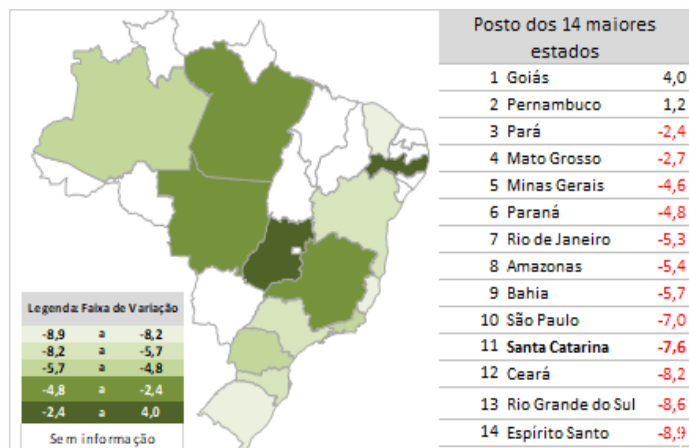 Posto dos 14 maiores
estados
1 Goiás 4,0
2 Pernambuco 1,2
3 Pará -2,4
4 Mato Grosso -2,7
5 Minas Gerais -4,6
6 Paraná -4,8
7 Rio de Janeiro -5,3
8 Amazonas -5,4
9 Bahia -5,7
10 São Paulo -7,0
11 Santa Catarina -7,6
12 Ceará -8,2
13 Rio Grande do Sul -8,6
14 Espírito Santo -8,9
Legenda: Faixa de Variação
-8,9 a -8,2
-8,2 a -5,7
-5,7 a -4,8
-4,8 a -2,4
-2,4 a 4,0
Sem informação